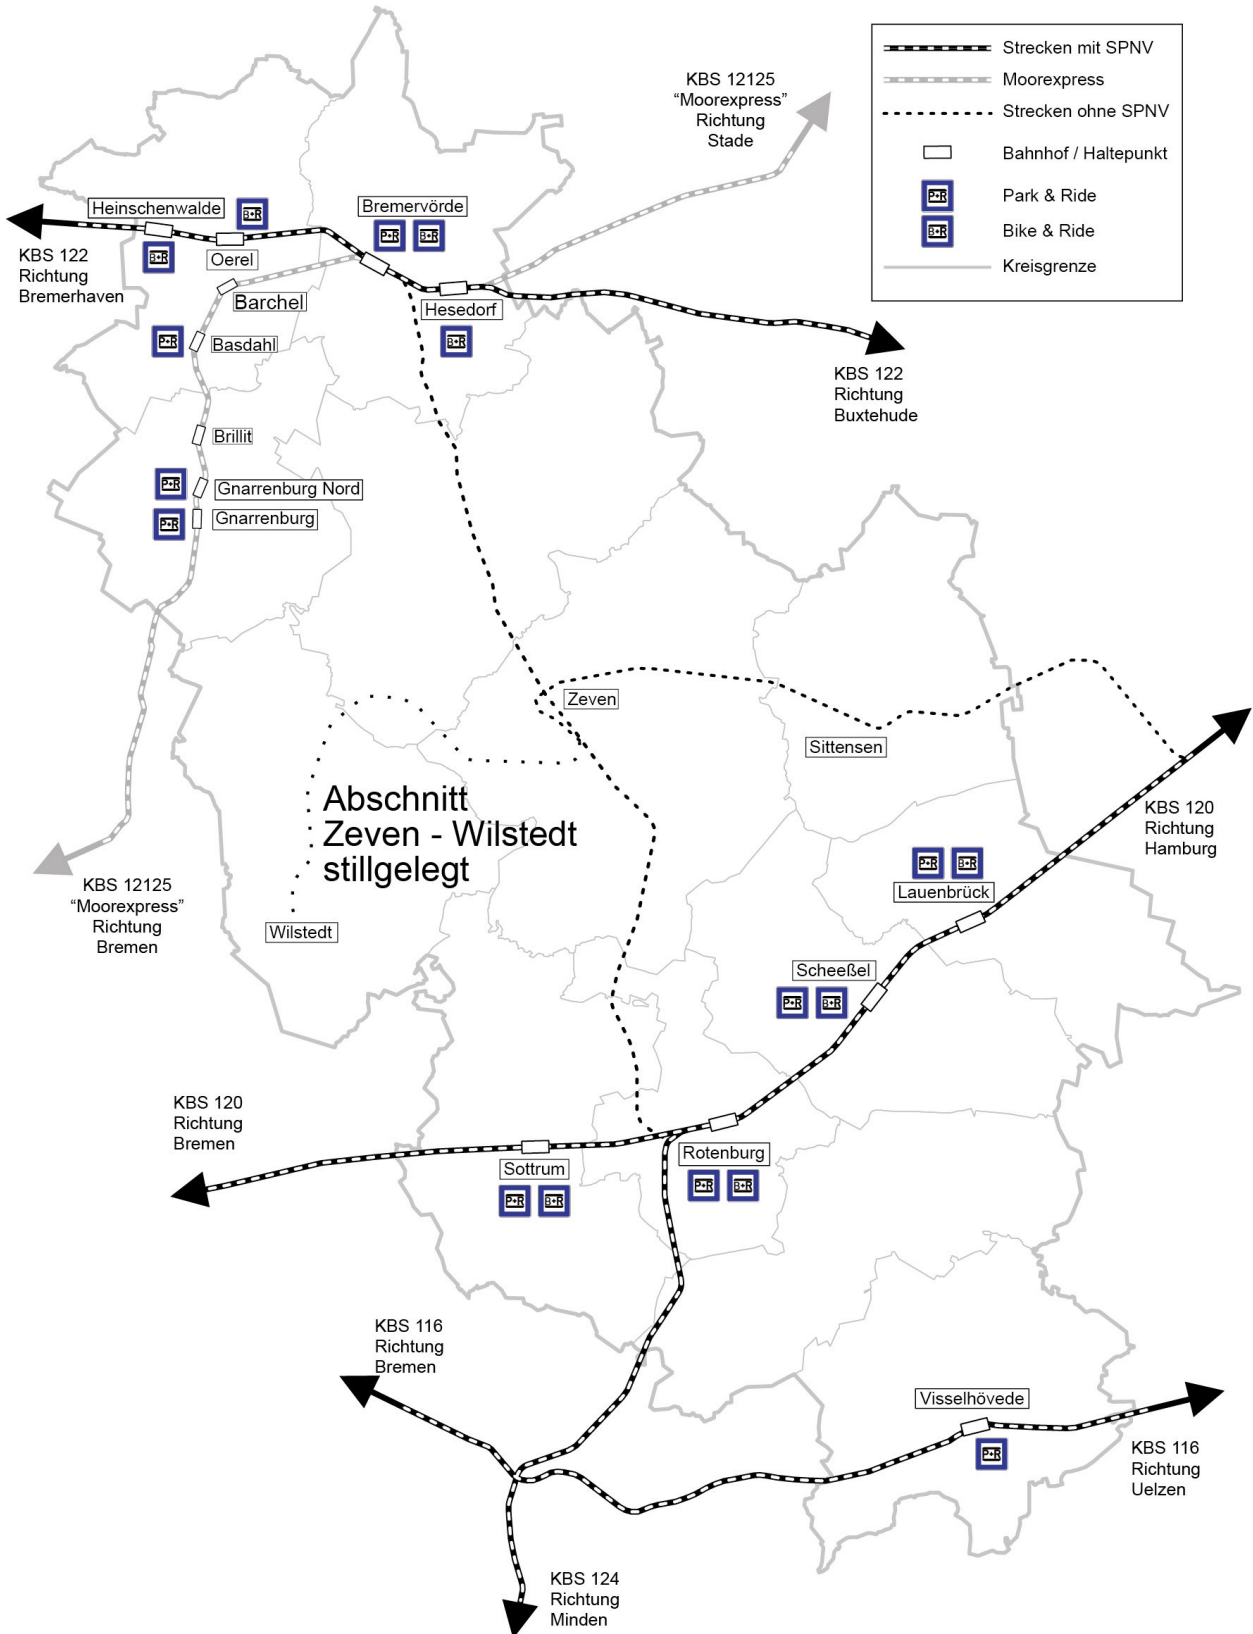 Strecken mit SPNV
Moorexpress
Strecken ohne SPNV
Bahnhof / Haltepunkt
P+R
Park & Ride
B+R
Bike & Ride
Kreisgrenze
KBS 12125
“Moorexpress”
Richtung
Stade
Heinschenwalde
B+R
Bremervörde
P+R
B+R
Oerel
B+R
KBS 122
Richtung
Bremerhaven
Barchel
Hesedorf
B+R
P+R
Basdahl
KBS 122
Richtung
Buxtehude
Brillit
P+R
Gnarrenburg Nord
P+R
Gnarrenburg
Zeven
Sittensen
Abschnitt
Zeven - Wilstedt
stillgelegt
KBS 120
Richtung
Hamburg
P+R
B+R
Lauenbrück
KBS 12125
“Moorexpress”
Richtung
Bremen
Wilstedt
Scheeßel
P+R
B+R
KBS 120
Richtung
Bremen
Sottrum
P+R
B+R
Rotenburg
P+R
B+R
KBS 116
Richtung
Bremen
Visselhövede
P+R
KBS 116
Richtung
Uelzen
KBS 124
Richtung
Minden